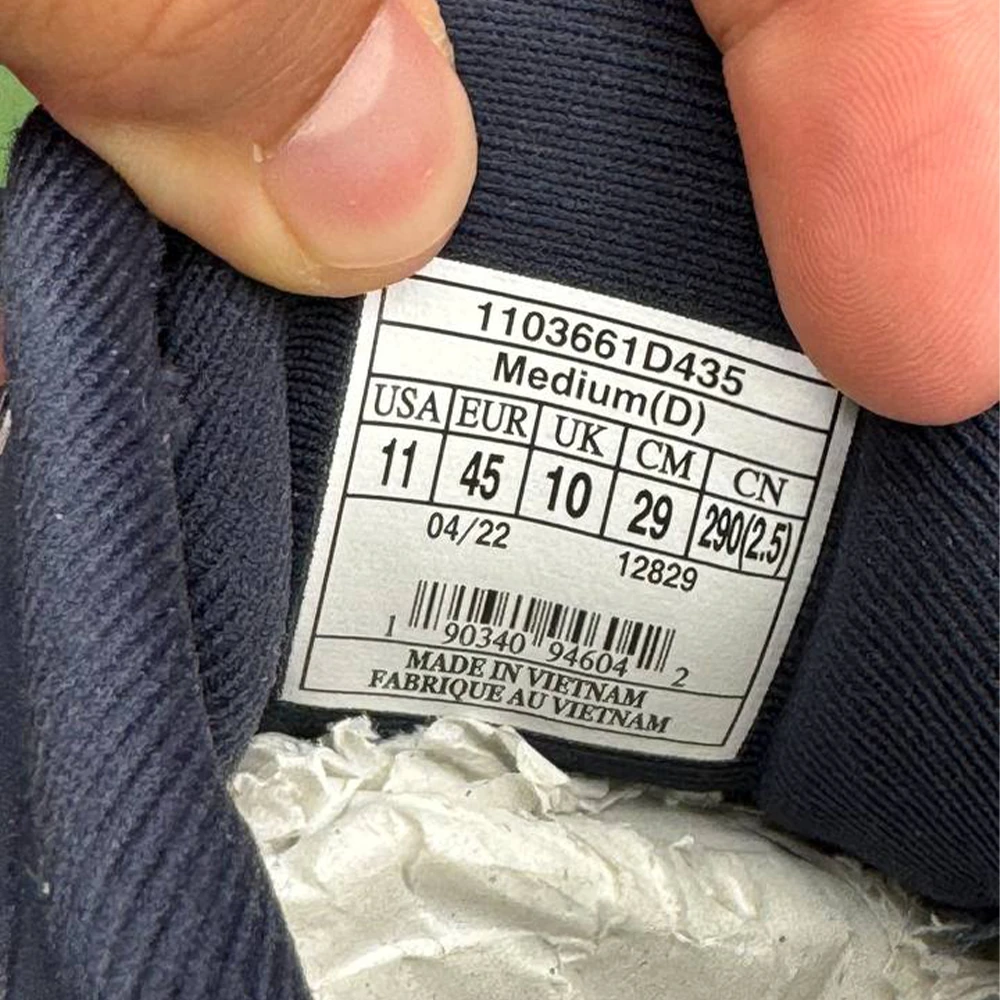 1103661D435
Medium(D)
USA EUR UK CM CN
11 45 10 29 290(2.5)
04/22
12829
1 90340 94604 2
MADE IN VIETNAM
FABRIQUE AU VIETNAM